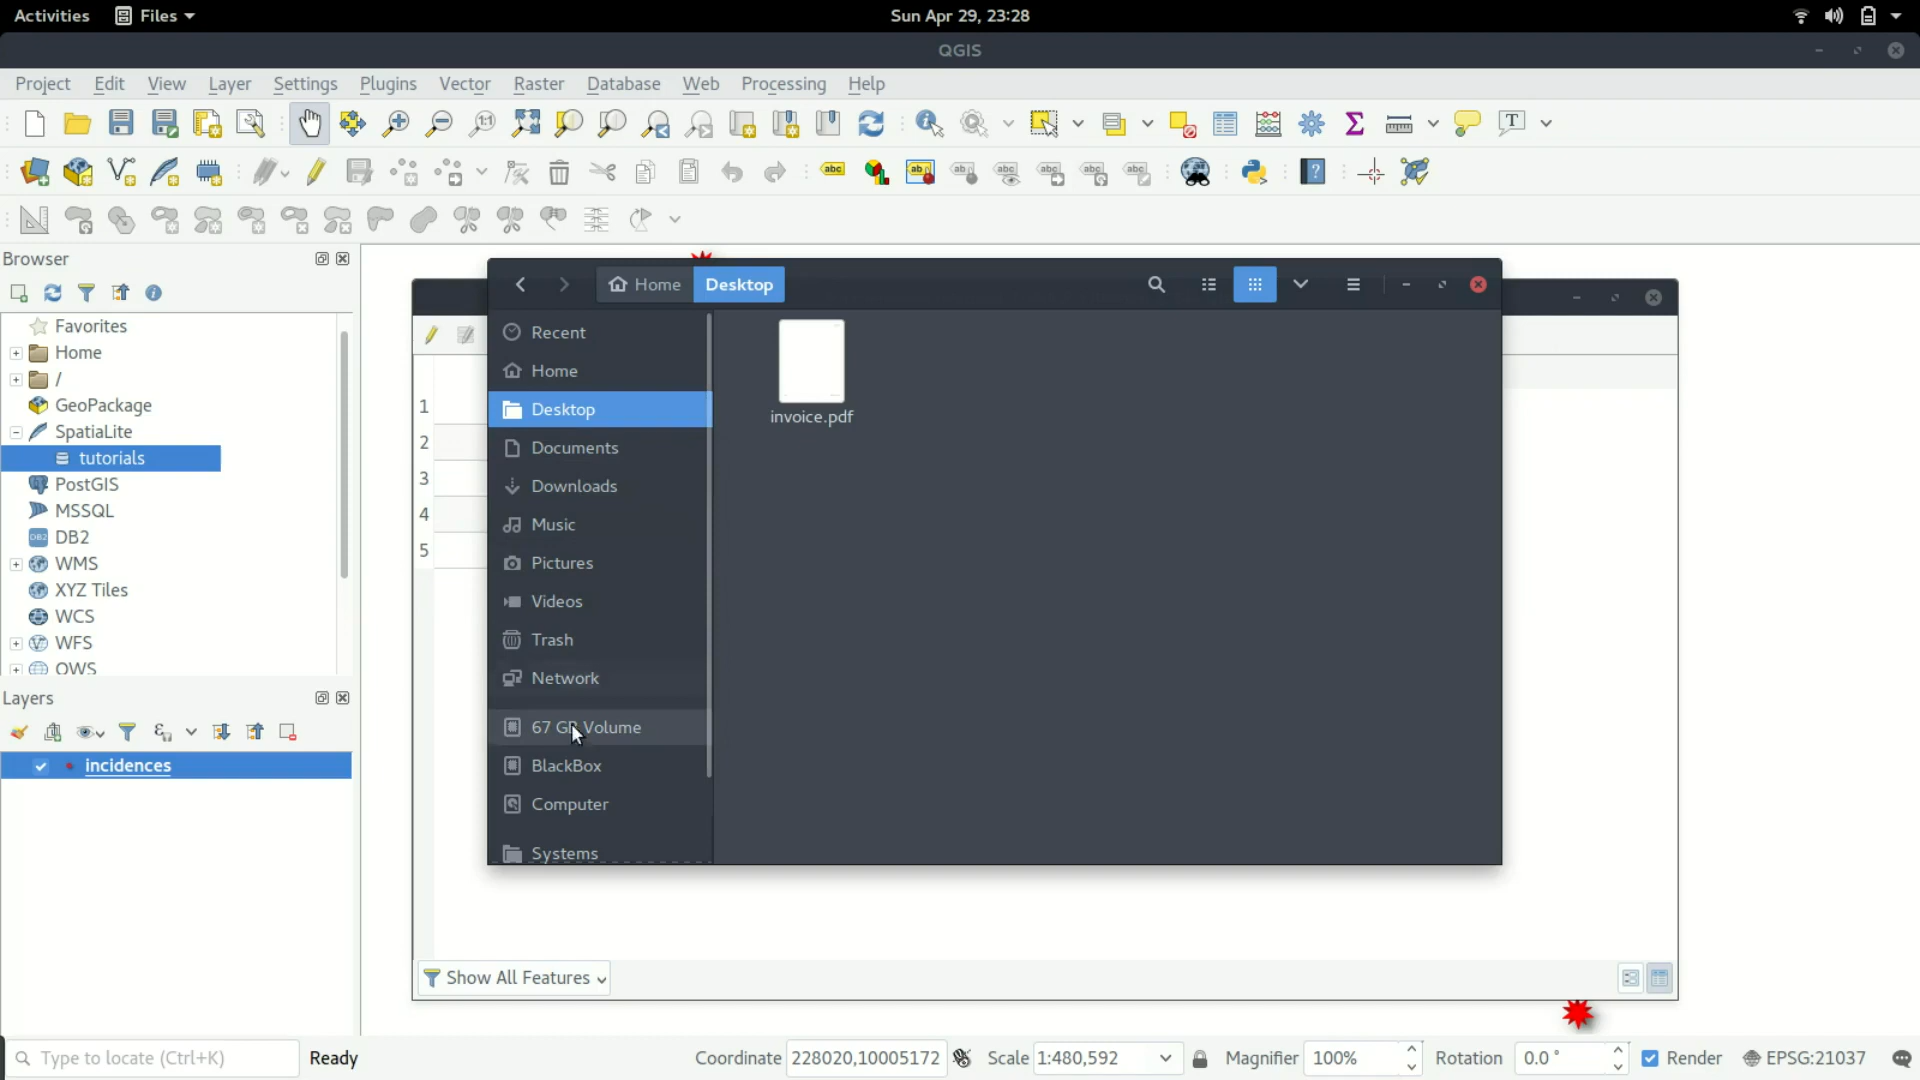 Activities Files Sun Apr 29, 23:28
QGIS
Project Edit View Layer Settings Plugins Vector Raster Database Web Processing Help
Browser
Favorites
Home
/
GeoPackage
SpatiaLite
tutorials
PostGIS
MSSQL
DB2
WMS
XYZ Tiles
WCS
WFS
OWS
Layers
incidences
Home Desktop
Recent
Home
Desktop
Documents
Downloads
Music
Pictures
Videos
Trash
Network
67 GB Volume
BlackBox
Computer
Systems
invoice.pdf
1
2
3
4
5
Show All Features
Type to locate (Ctrl+K) Ready Coordinate 228020,10005172 Scale 1:480,592 Magnifier 100% Rotation 0.0 ° Render EPSG:21037